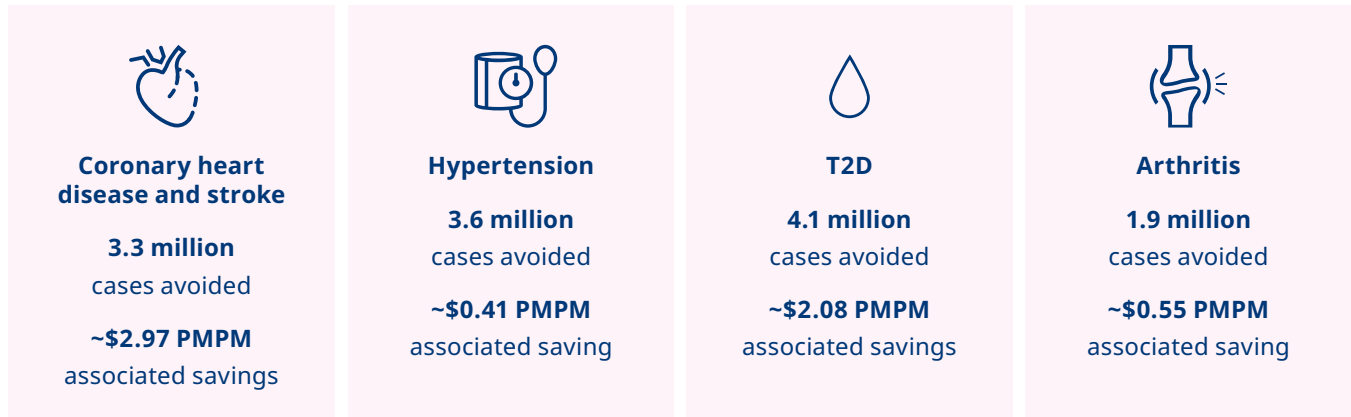 Coronary heart
disease and stroke
3.3 million
cases avoided
~$2.97 PMPM
associated savings
Hypertension
3.6 million
cases avoided
~$0.41 PMPM
associated saving
T2D
4.1 million
cases avoided
~$2.08 PMPM
associated savings
Arthritis
1.9 million
cases avoided
~$0.55 PMPM
associated saving